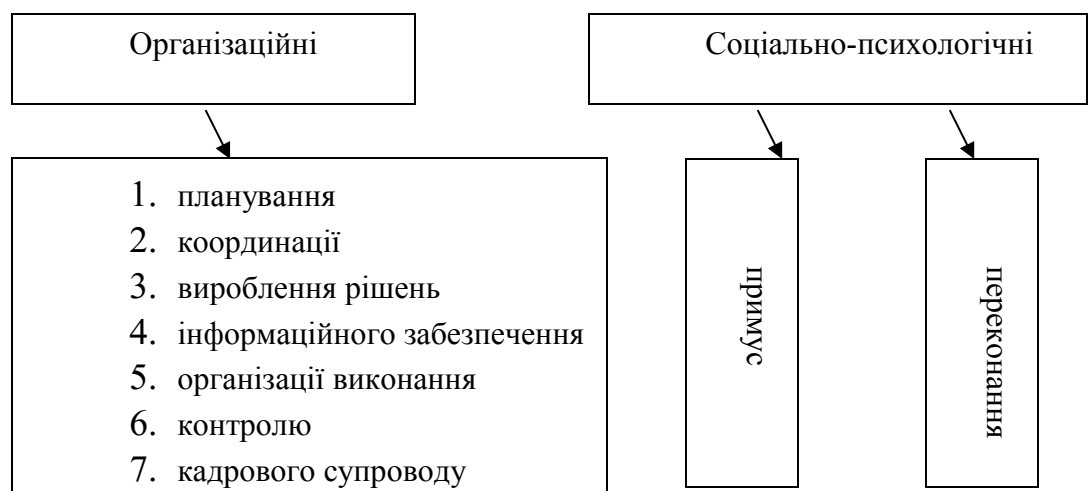 Організаційні
Соціально-психологічні
1. планування
2. координації
3. вироблення рішень
4. інформаційного забезпечення
5. організації виконання
6. контролю
7. кадрового супроводу
примус
переконання